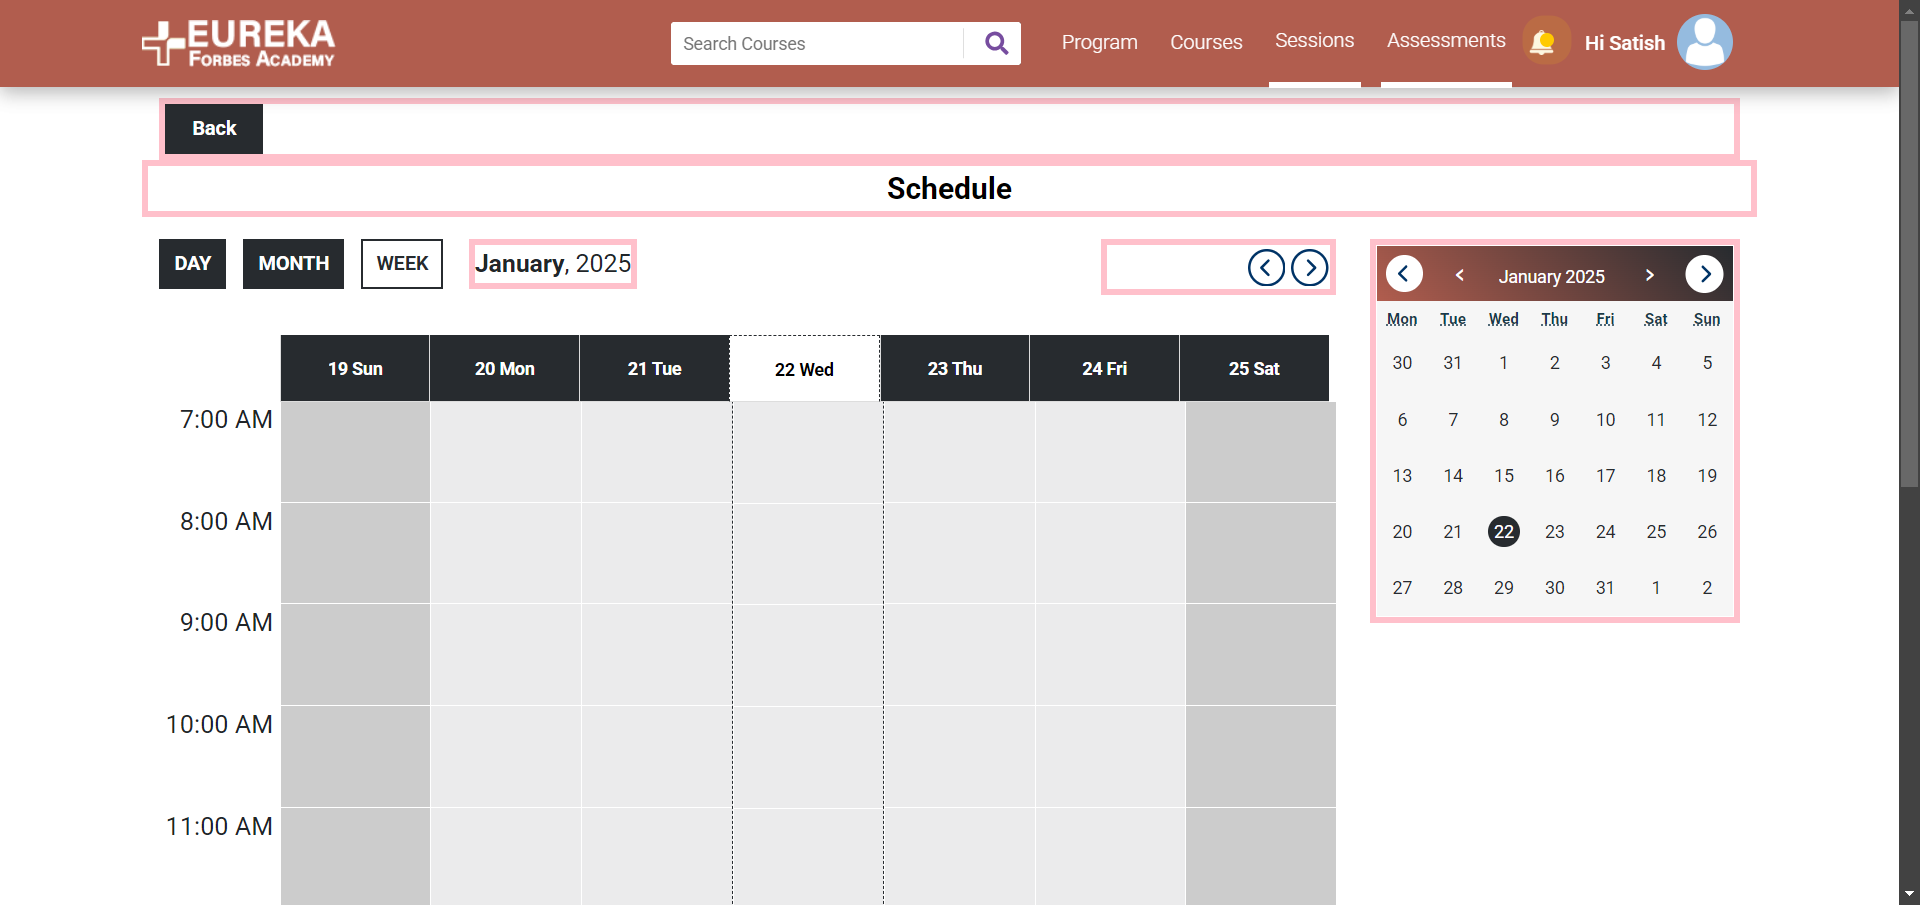 EUREKA
FORBES ACADEMY
Search Courses
Program Courses Sessions Assessments Hi Satish
Back
Schedule
DAY MONTH WEEK January, 2025
January 2025
Mon Tue Wed Thu Fri Sat Sun
30 31 1 2 3 4 5
6 7 8 9 10 11 12
13 14 15 16 17 18 19
20 21 22 23 24 25 26
27 28 29 30 31 1 2
19 Sun 20 Mon 21 Tue 22 Wed 23 Thu 24 Fri 25 Sat
7:00 AM
8:00 AM
9:00 AM
10:00 AM
11:00 AM